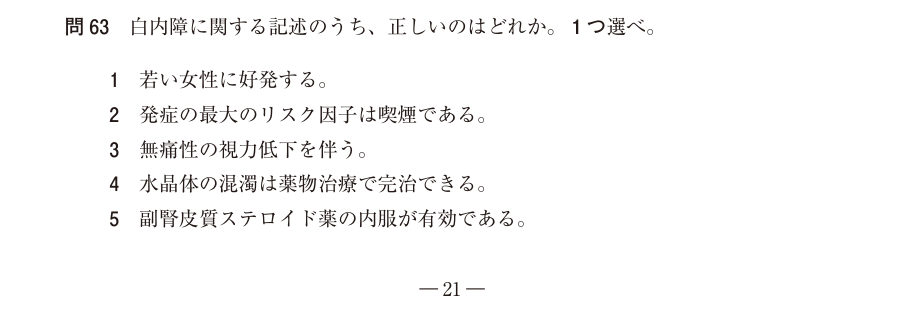 問 63　白内障に関する記述のうち、正しいのはどれか。1つ選べ。
1　若い女性に好発する。
2　発症の最大のリスク因子は喫煙である。
3　無痛性の視力低下を伴う。
4　水晶体の混濁は薬物治療で完治できる。
5　副腎皮質ステロイド薬の内服が有効である。
— 21 —